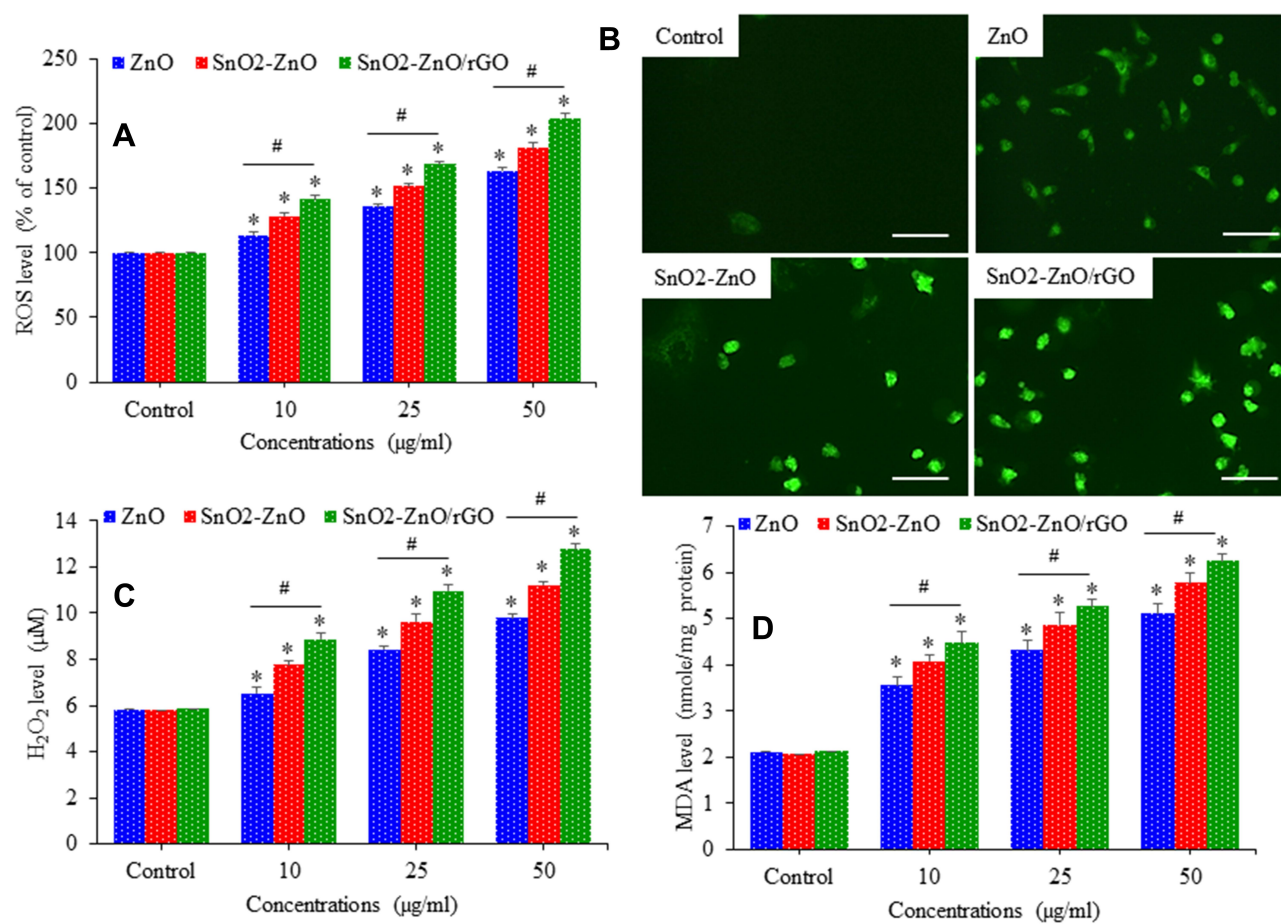 A
250
200
150
100
50
0
ROS level (% of control)
ZnO SnO2-ZnO SnO2-ZnO/rGO
#
#
#
* * * * * * * * *
Control 10 25 50
Concentrations (µg/ml)
B
Control
ZnO
SnO2-ZnO
SnO2-ZnO/rGO
C
14
12
10
8
6
4
2
0
H₂O₂ level (µM)
ZnO SnO2-ZnO SnO2-ZnO/rGO
#
#
#
* * * * * * * * *
Control 10 25 50
Concentrations (µg/ml)
D
7
6
5
4
3
2
1
0
MDA level (nmole/mg protein)
ZnO SnO2-ZnO SnO2-ZnO/rGO
#
#
#
* * * * * * * * *
Control 10 25 50
Concentrations (µg/ml)